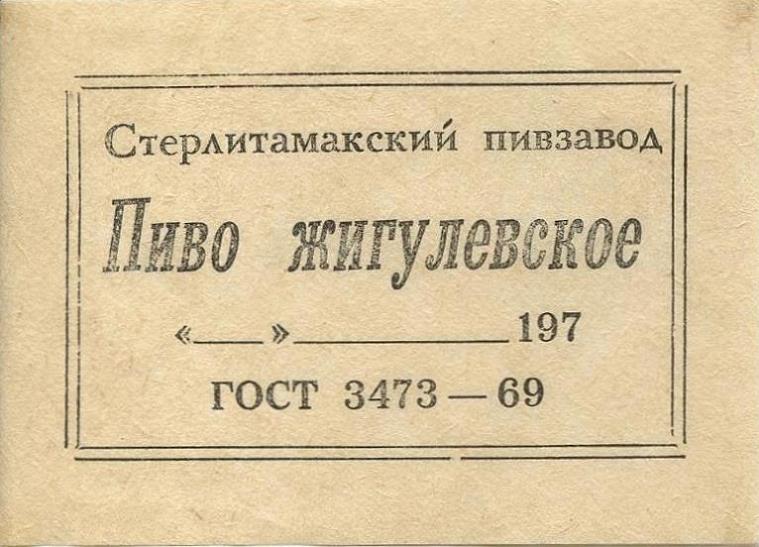 Стерлитамакский пивзавод
Пиво жигулевское
«___»__________197
ГОСТ 3473—69